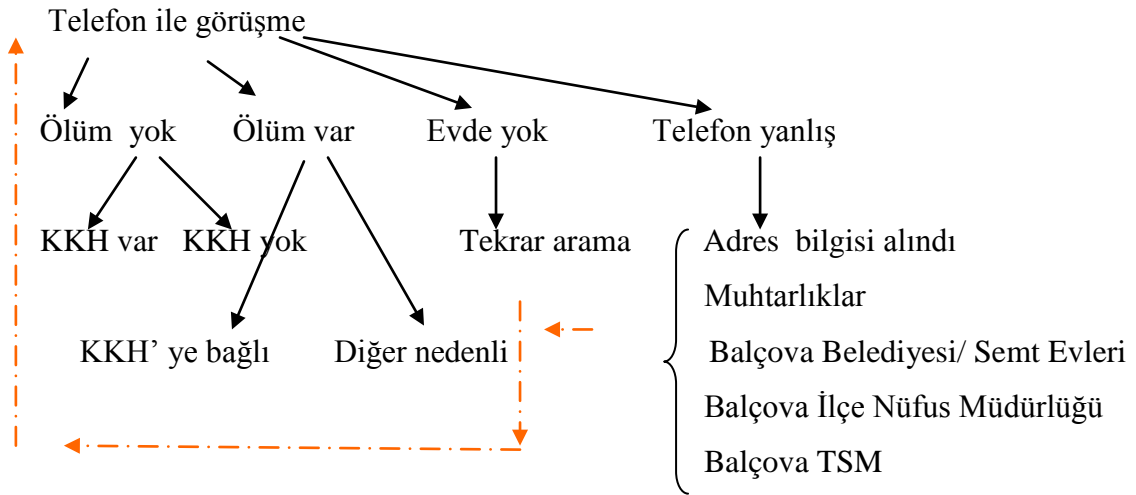 Telefon ile görüşme
Ölüm yok Ölüm var Evde yok Telefon yanlış
KKH var KKH yok Tekrar arama Adres bilgisi alındı
Muhtarlıklar
KKH' ye bağlı Diğer nedenli Balçova Belediyesi/ Semt Evleri
Balçova İlçe Nüfus Müdürlüğü
Balçova TSM